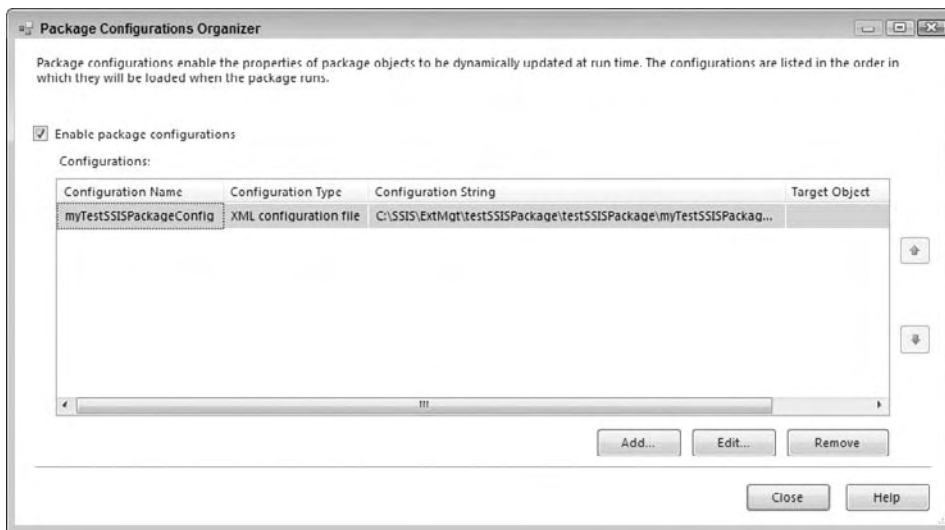 Package Configurations Organizer
Package configurations enable the properties of package objects to be dynamically updated at run time. The configurations are listed in the order in
which they will be loaded when the package runs.
Enable package configurations
Configurations:
Configuration Name Configuration Type Configuration String Target Object
myTestSSISPackageConfig XML configuration file C:\SSIS\ExtMgt\testSSISPackage\testSSISPackage\myTestSSISPackag...
Add... Edit... Remove
Close Help